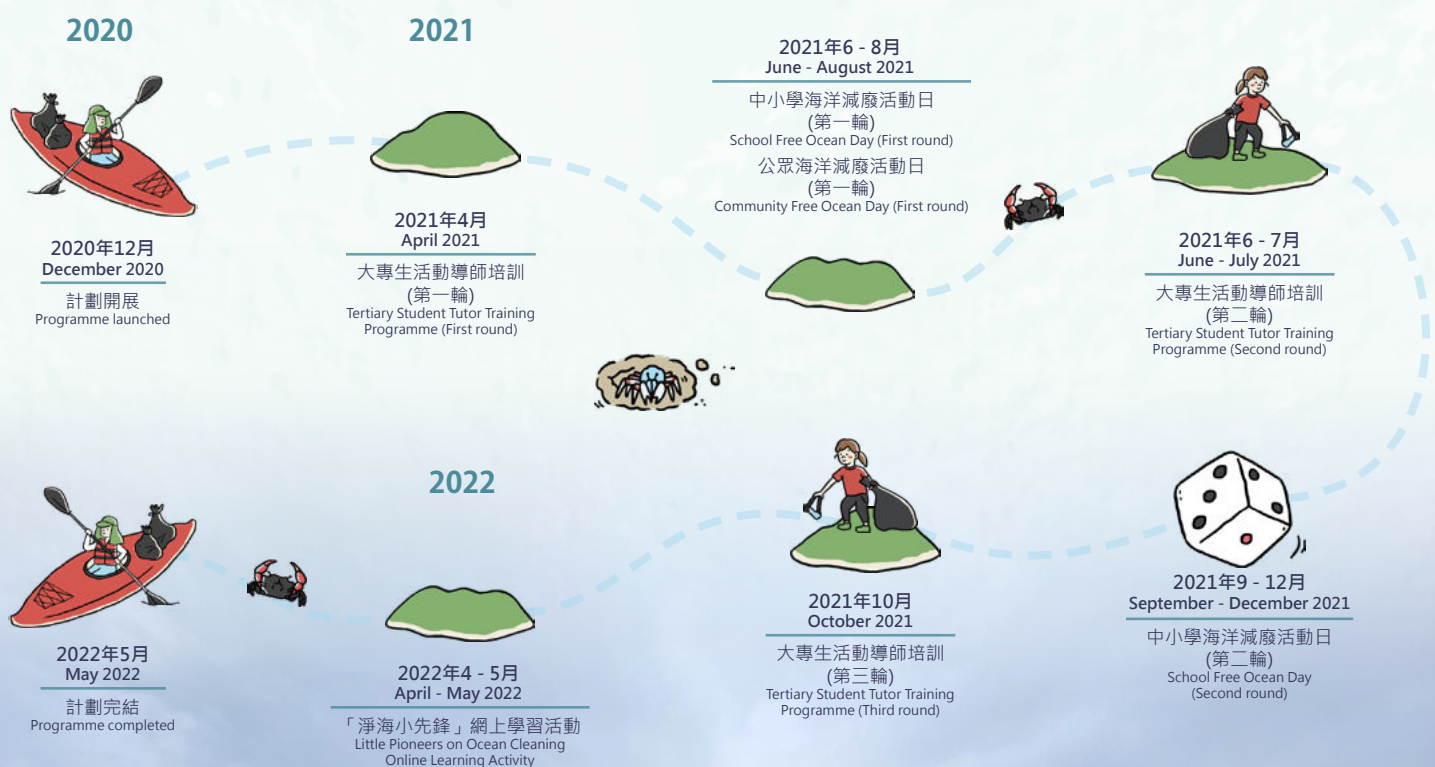 2020
2020年12月
December 2020
計劃開展
Programme launched
2021
2021年4月
April 2021
大專生活動導師培訓
(第一輪)
Tertiary Student Tutor Training
Programme (First round)
2021年6 - 8月
June - August 2021
中小學海洋減廢活動日
(第一輪)
School Free Ocean Day (First round)
公眾海洋減廢活動日
(第一輪)
Community Free Ocean Day (First round)
2021年6 - 7月
June - July 2021
大專生活動導師培訓
(第二輪)
Tertiary Student Tutor Training
Programme (Second round)
2021年9 - 12月
September - December 2021
中小學海洋減廢活動日
(第二輪)
School Free Ocean Day
(Second round)
2021年10月
October 2021
大專生活動導師培訓
(第三輪)
Tertiary Student Tutor Training
Programme (Third round)
2022
2022年4 - 5月
April - May 2022
「淨海小先鋒」網上學習活動
Little Pioneers on Ocean Cleaning
Online Learning Activity
2022年5月
May 2022
計劃完結
Programme completed